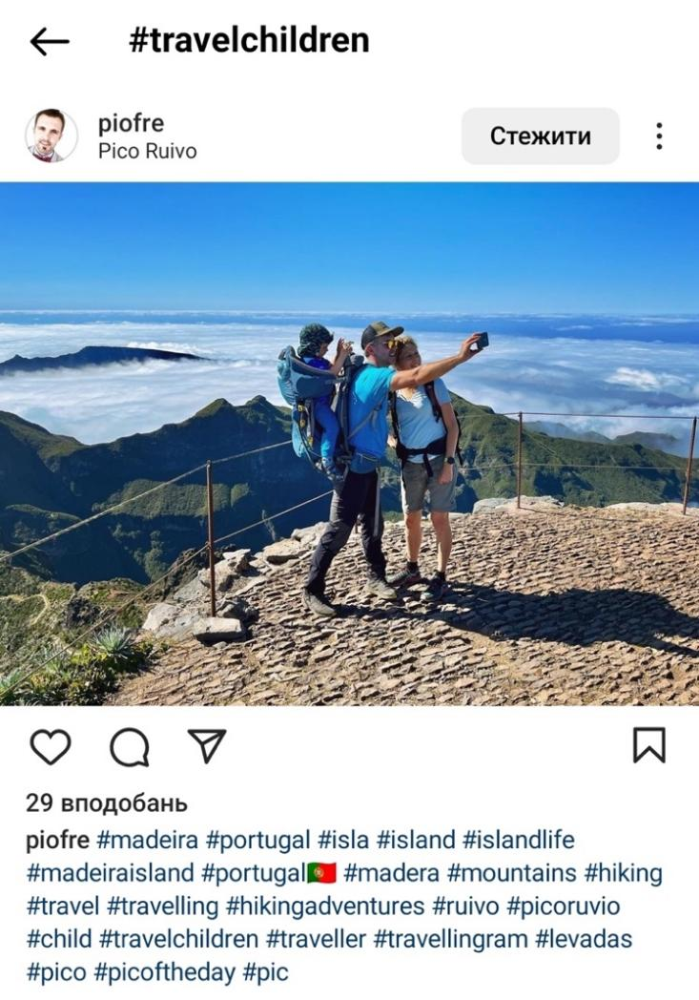 #travelchildren
piofre
Pico Ruivo
Стежити
29 вподобань
piofre #madeira #portugal #isla #island #islandlife
#madeiraisland #portugal🇵🇹 #madera #mountains #hiking
#travel #travelling #hikingadventures #ruivo #picoruvio
#child #travelchildren #traveller #travellingram #levadas
#pico #picoftheday #pic